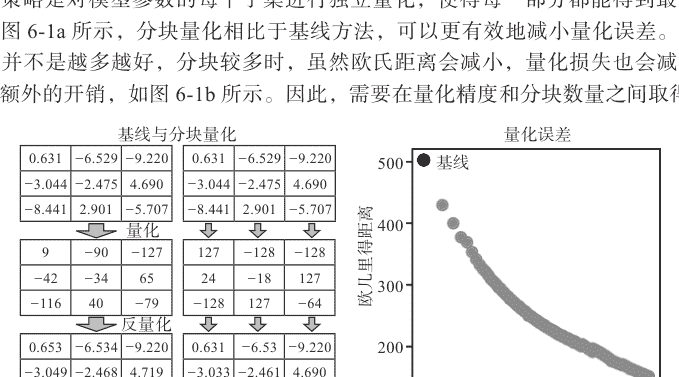 策略是对模型参数的每个子集进行独立量化，使得每一部分都能得到最
图 6-1a 所示，分块量化相比于基线方法，可以更有效地减小量化误差。
并不是越多越好，分块较多时，虽然欧氏距离会减小，量化损失也会减
额外的开销，如图 6-1b 所示。因此，需要在量化精度和分块数量之间取得
基线与分块量化
0.631 −6.529 −9.220
−3.044 −2.475 4.690
−8.441 2.901 −5.707
量化
9 −90 −127
−42 −34 65
−116 40 −79
反量化
0.653 −6.534 −9.220
−3.049 −2.468 4.719
0.631 −6.529 −9.220
−3.044 −2.475 4.690
−8.441 2.901 −5.707
127 −128 −128
24 −18 127
−128 127 −64
0.631 −6.53 −9.220
−3.033 −2.461 4.690
量化误差
基线
欧几里得距离
500
400
300
200